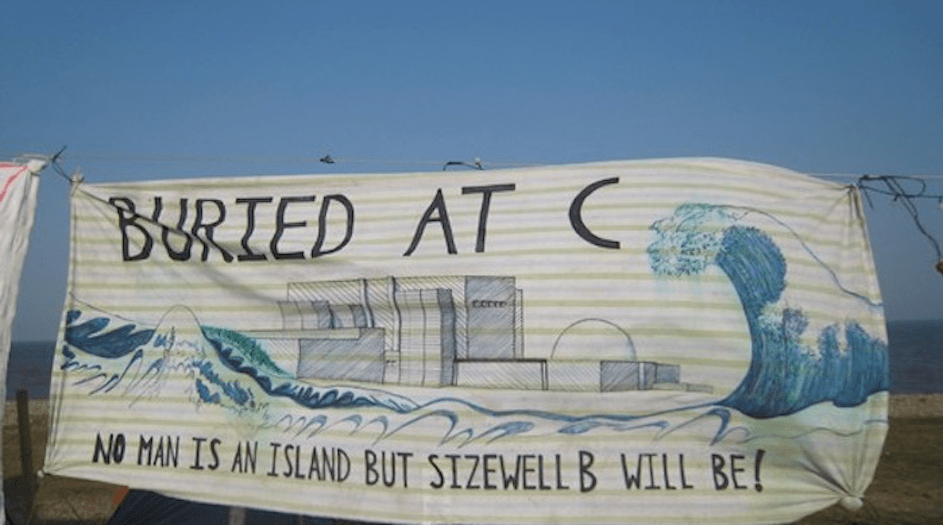 BURIED AT C
NO MAN IS AN ISLAND BUT SIZEWELL B WILL BE!